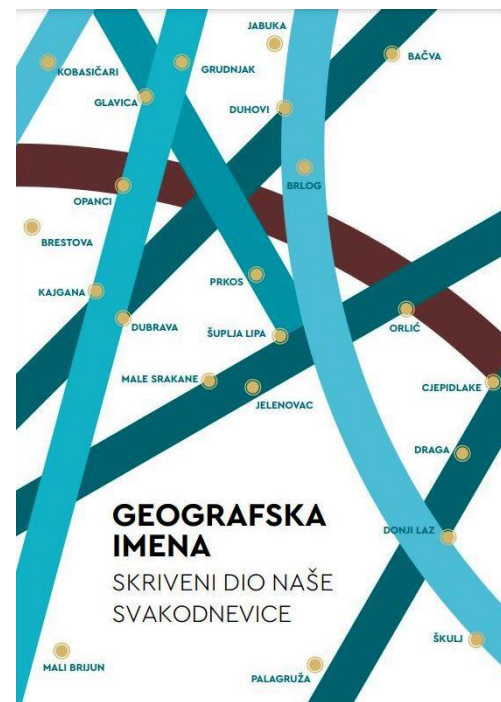 JABUKA
BAČVA
KOBASIČARI
GRUDNJAK
GLAVICA
DUHOVI
BRLOG
OPANCI
BRESTOVA
PRKOS
KAJGANA
DUBRAVA
ŠUPLJA LIPA
ORLIĆ
MALE SRAKANE
CJEPIDLAKE
JELENOVAC
DRAGA
GEOGRAFSKA
IMENA
DONJI LAZ
SKRIVENI DIO NAŠE
SVAKODNEVICE
ŠKULJ
MALI BRIJUN
PALAGRUŽA